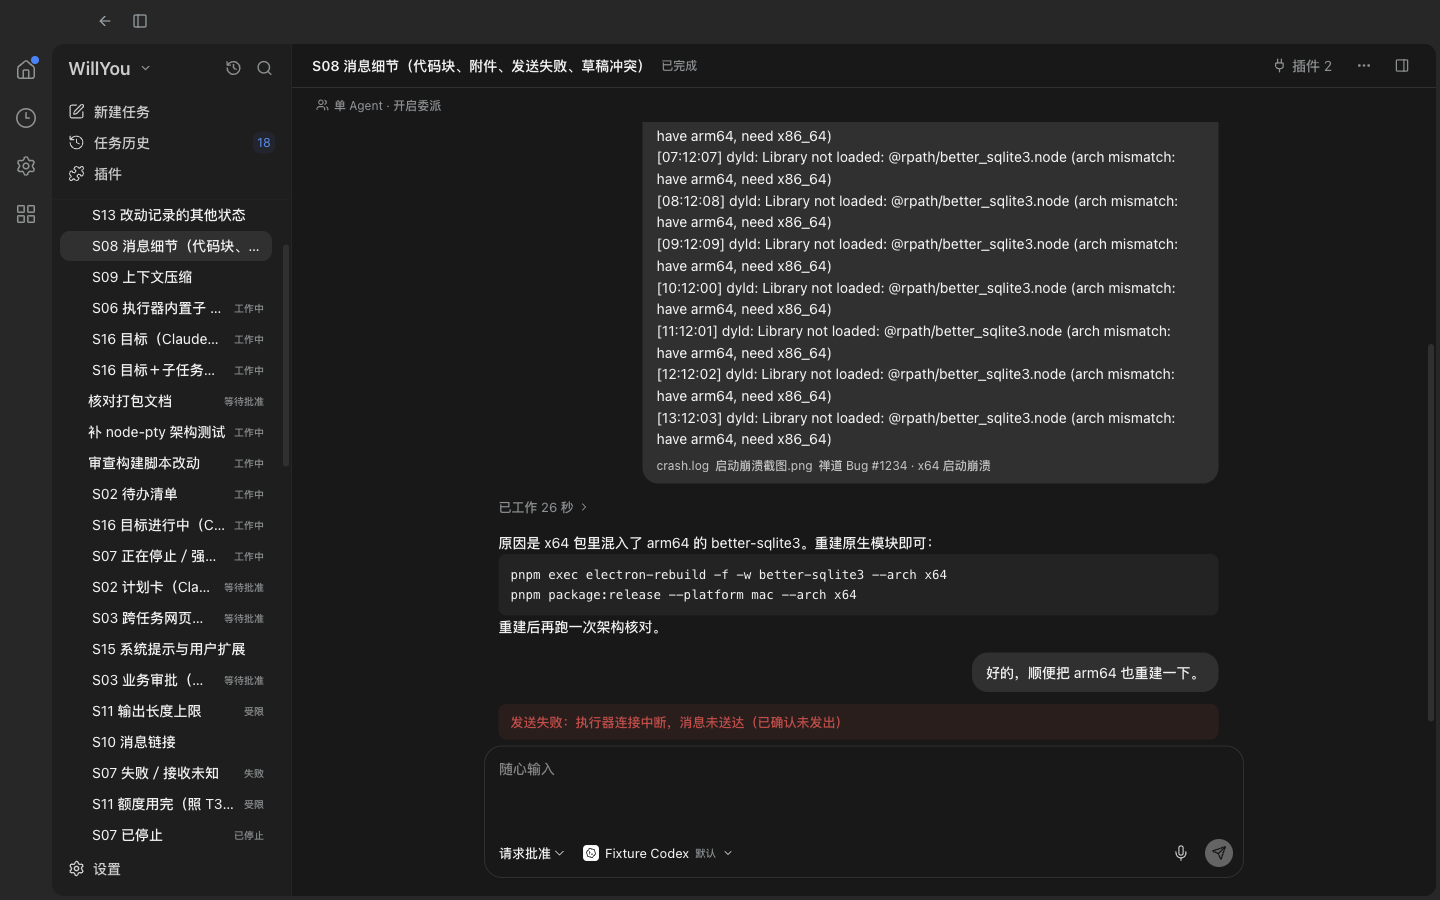 WillYou
新建任务
任务历史 18
插件
S13 改动记录的其他状态
S08 消息细节（代码块、...
S09 上下文压缩
S06 执行器内置子 ... 工作中
S16 目标（Claude... 工作中
S16 目标＋子任务... 工作中
核对打包文档 等待批准
补 node-pty 架构测试 工作中
审查构建脚本改动 工作中
S02 待办清单 工作中
S16 目标进行中（C... 工作中
S07 正在停止 / 强... 工作中
S02 计划卡（Cla... 等待批准
S03 跨任务网页... 等待批准
S15 系统提示与用户扩展
S03 业务审批（... 等待批准
S11 输出长度上限 受限
S10 消息链接
S07 失败 / 接收未知 失败
S11 额度用完（照 T3... 受限
S07 已停止 已停止
设置
S08 消息细节（代码块、附件、发送失败、草稿冲突） 已完成
插件 2
单 Agent · 开启委派
have arm64, need x86_64)
[07:12:07] dyld: Library not loaded: @rpath/better_sqlite3.node (arch mismatch:
have arm64, need x86_64)
[08:12:08] dyld: Library not loaded: @rpath/better_sqlite3.node (arch mismatch:
have arm64, need x86_64)
[09:12:09] dyld: Library not loaded: @rpath/better_sqlite3.node (arch mismatch:
have arm64, need x86_64)
[10:12:00] dyld: Library not loaded: @rpath/better_sqlite3.node (arch mismatch:
have arm64, need x86_64)
[11:12:01] dyld: Library not loaded: @rpath/better_sqlite3.node (arch mismatch:
have arm64, need x86_64)
[12:12:02] dyld: Library not loaded: @rpath/better_sqlite3.node (arch mismatch:
have arm64, need x86_64)
[13:12:03] dyld: Library not loaded: @rpath/better_sqlite3.node (arch mismatch:
have arm64, need x86_64)
crash.log 启动崩溃截图.png 禅道 Bug #1234 · x64 启动崩溃
已工作 26 秒
原因是 x64 包里混入了 arm64 的 better-sqlite3。重建原生模块即可：
pnpm exec electron-rebuild -f -w better-sqlite3 --arch x64
pnpm package:release --platform mac --arch x64
重建后再跑一次架构核对。
好的，顺便把 arm64 也重建一下。
发送失败：执行器连接中断，消息未送达（已确认未发出）
随心输入
请求批准 Fixture Codex 默认